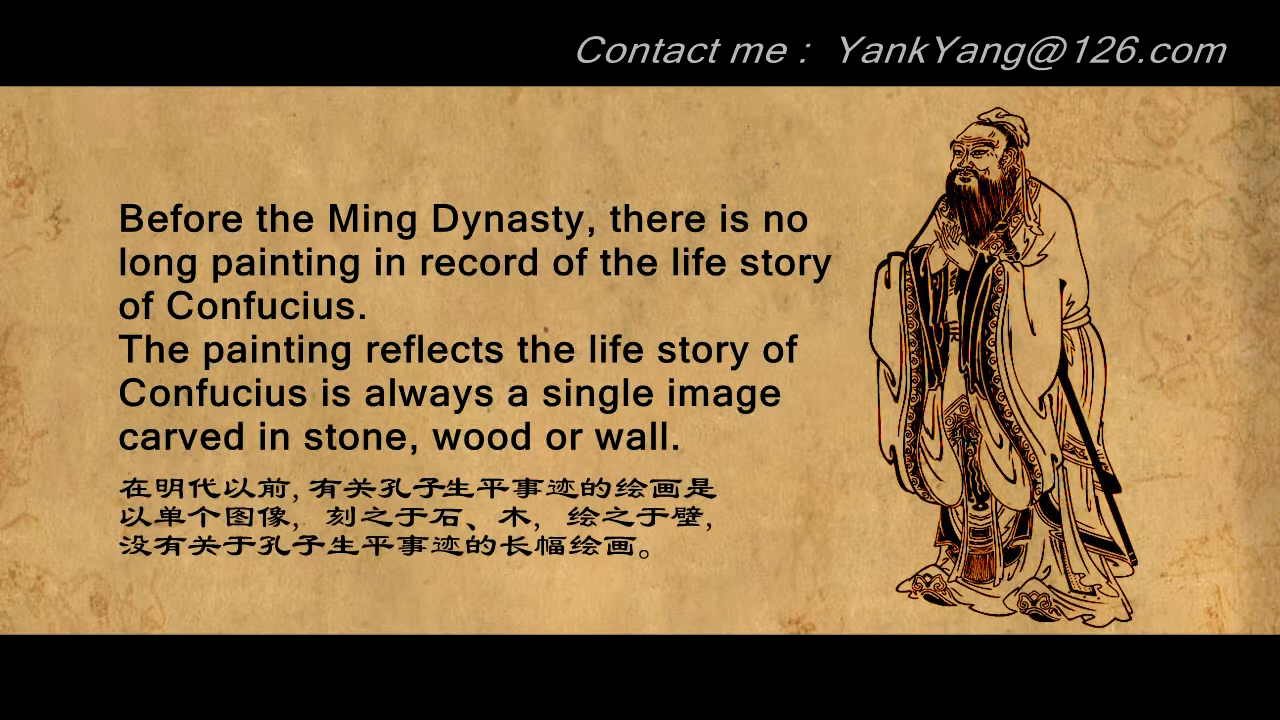 Contact me :  YankYang@126.com
Before the Ming Dynasty, there is no
long painting in record of the life story
of Confucius.
The painting reflects the life story of
Confucius is always a single image
carved in stone, wood or wall.
在明代以前, 有关孔子生平事迹的绘画是
以单个图像, 刻之于石、木, 绘之于壁,
没有关于孔子生平事迹的长幅绘画。